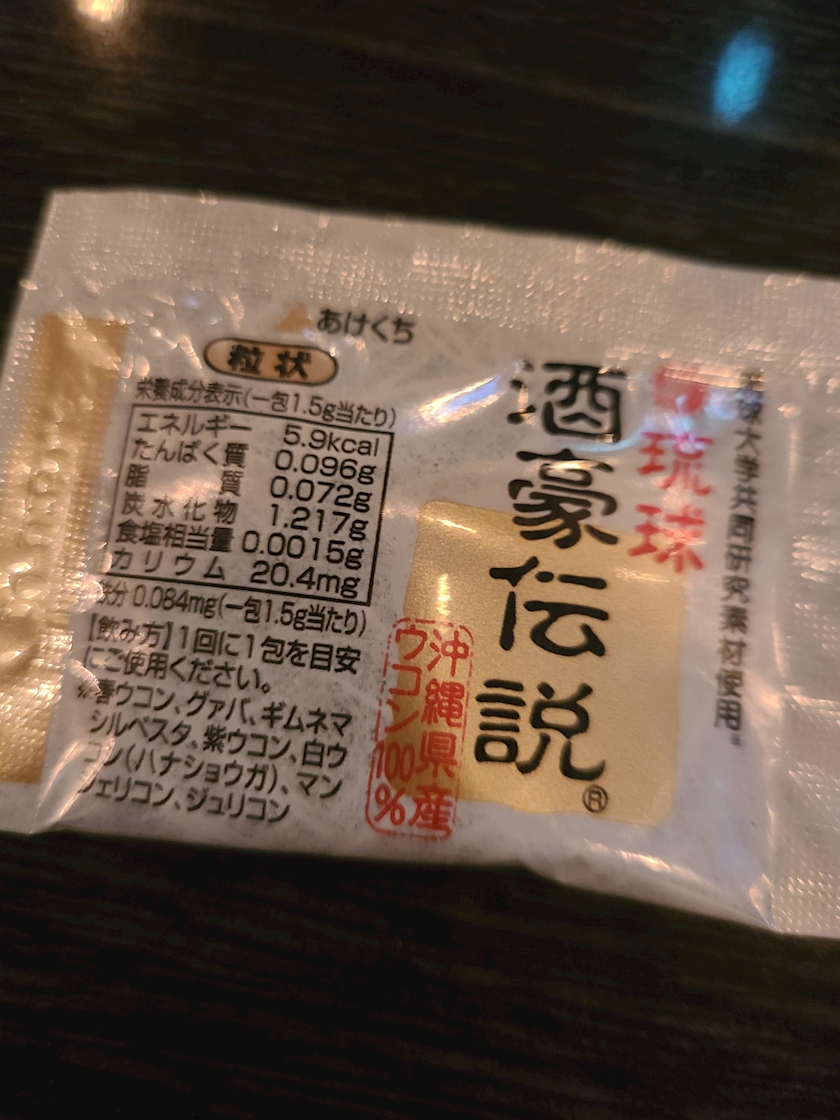 あけくち
粒状
栄養成分表示(一包1.5g当たり)
エネルギー 5.9kcal
たんぱく質 0.096g
脂質 0.072g
炭水化物 1.217g
食塩相当量 0.0015g
カリウム 20.4mg
鉄分 0.084mg(一包1.5g当たり)
【飲み方】1回に1包を目安
にご使用ください。
※春ウコン、グァバ、ギムネマ
シルベスタ、紫ウコン、白ウ
コン(ハナショウガ)、マン
ジェリコン、ジュリコン
球大学共同研究素材使用※
琉球
酒豪伝説®
沖縄県産
ウコン100%